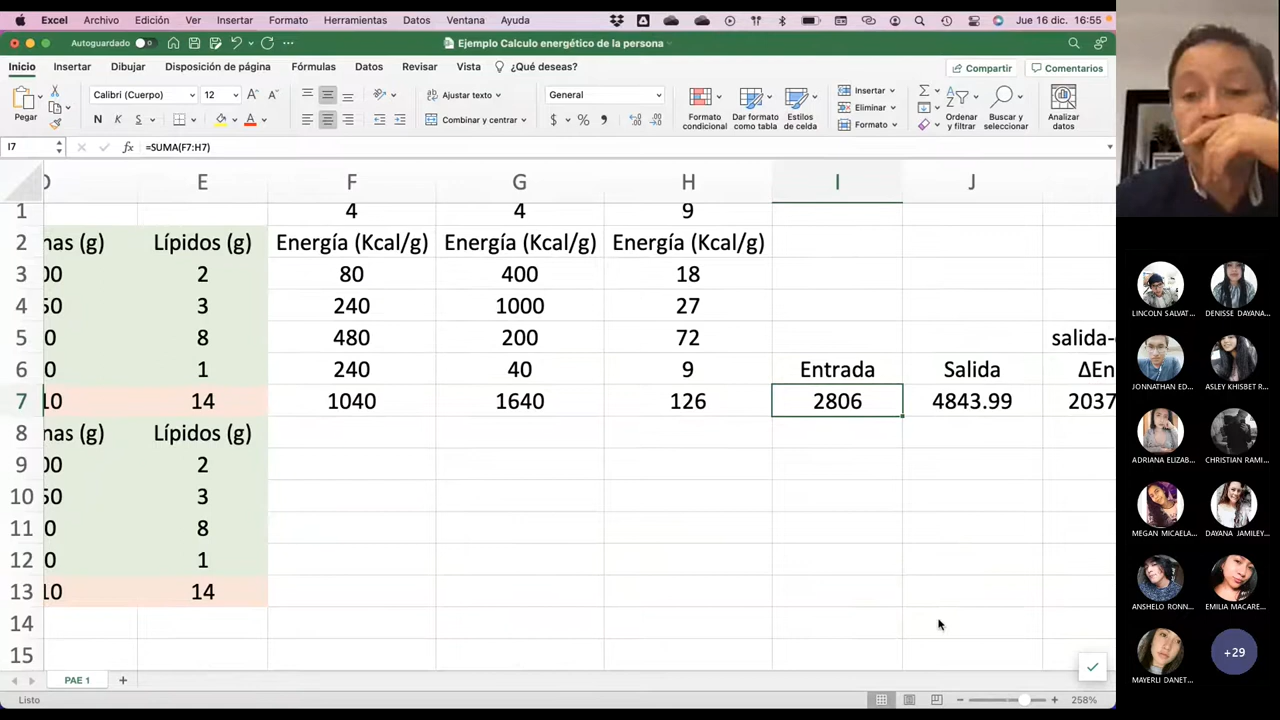 Excel Archivo Edición Ver Insertar Formato Herramientas Datos Ventana Ayuda Jue 16 dic. 16:55
Autoguardado Ejemplo Calculo energético de la persona
Inicio Insertar Dibujar Disposición de página Fórmulas Datos Revisar Vista ¿Qué deseas? Compartir Comentarios
Pegar Calibri (Cuerpo) 12 A A Ajustar texto General Insertar
N K S A Combinar y centrar $ % Eliminar
Formato condicional Dar formato como tabla Estilos de celda Formato Ordenar y filtrar Buscar y seleccionar Analizar datos
I7 fx =SUMA(F7:H7)
D E F G H I J
1 4 4 9
2 nas (g) Lípidos (g) Energía (Kcal/g) Energía (Kcal/g) Energía (Kcal/g)
3 00 2 80 400 18
4 50 3 240 1000 27
5 0 8 480 200 72 salida-
6 0 1 240 40 9 Entrada Salida ΔEn
7 10 14 1040 1640 126 2806 4843.99 2037
8 nas (g) Lípidos (g)
9 00 2
10 50 3
11 0 8
12 0 1
13 10 14
14
15
PAE 1
Listo 258%
LINCOLN SALVAT... DENISSE DAYANA...
JONNATHAN ED... ASLEY KHISBET R...
ADRIANA ELIZAB... CHRISTIAN RAMI...
MEGAN MICAELA... DAYANA JAMILEY...
ANSHELO RONN... EMILIA MACARE...
MAYERLI DANET... +29